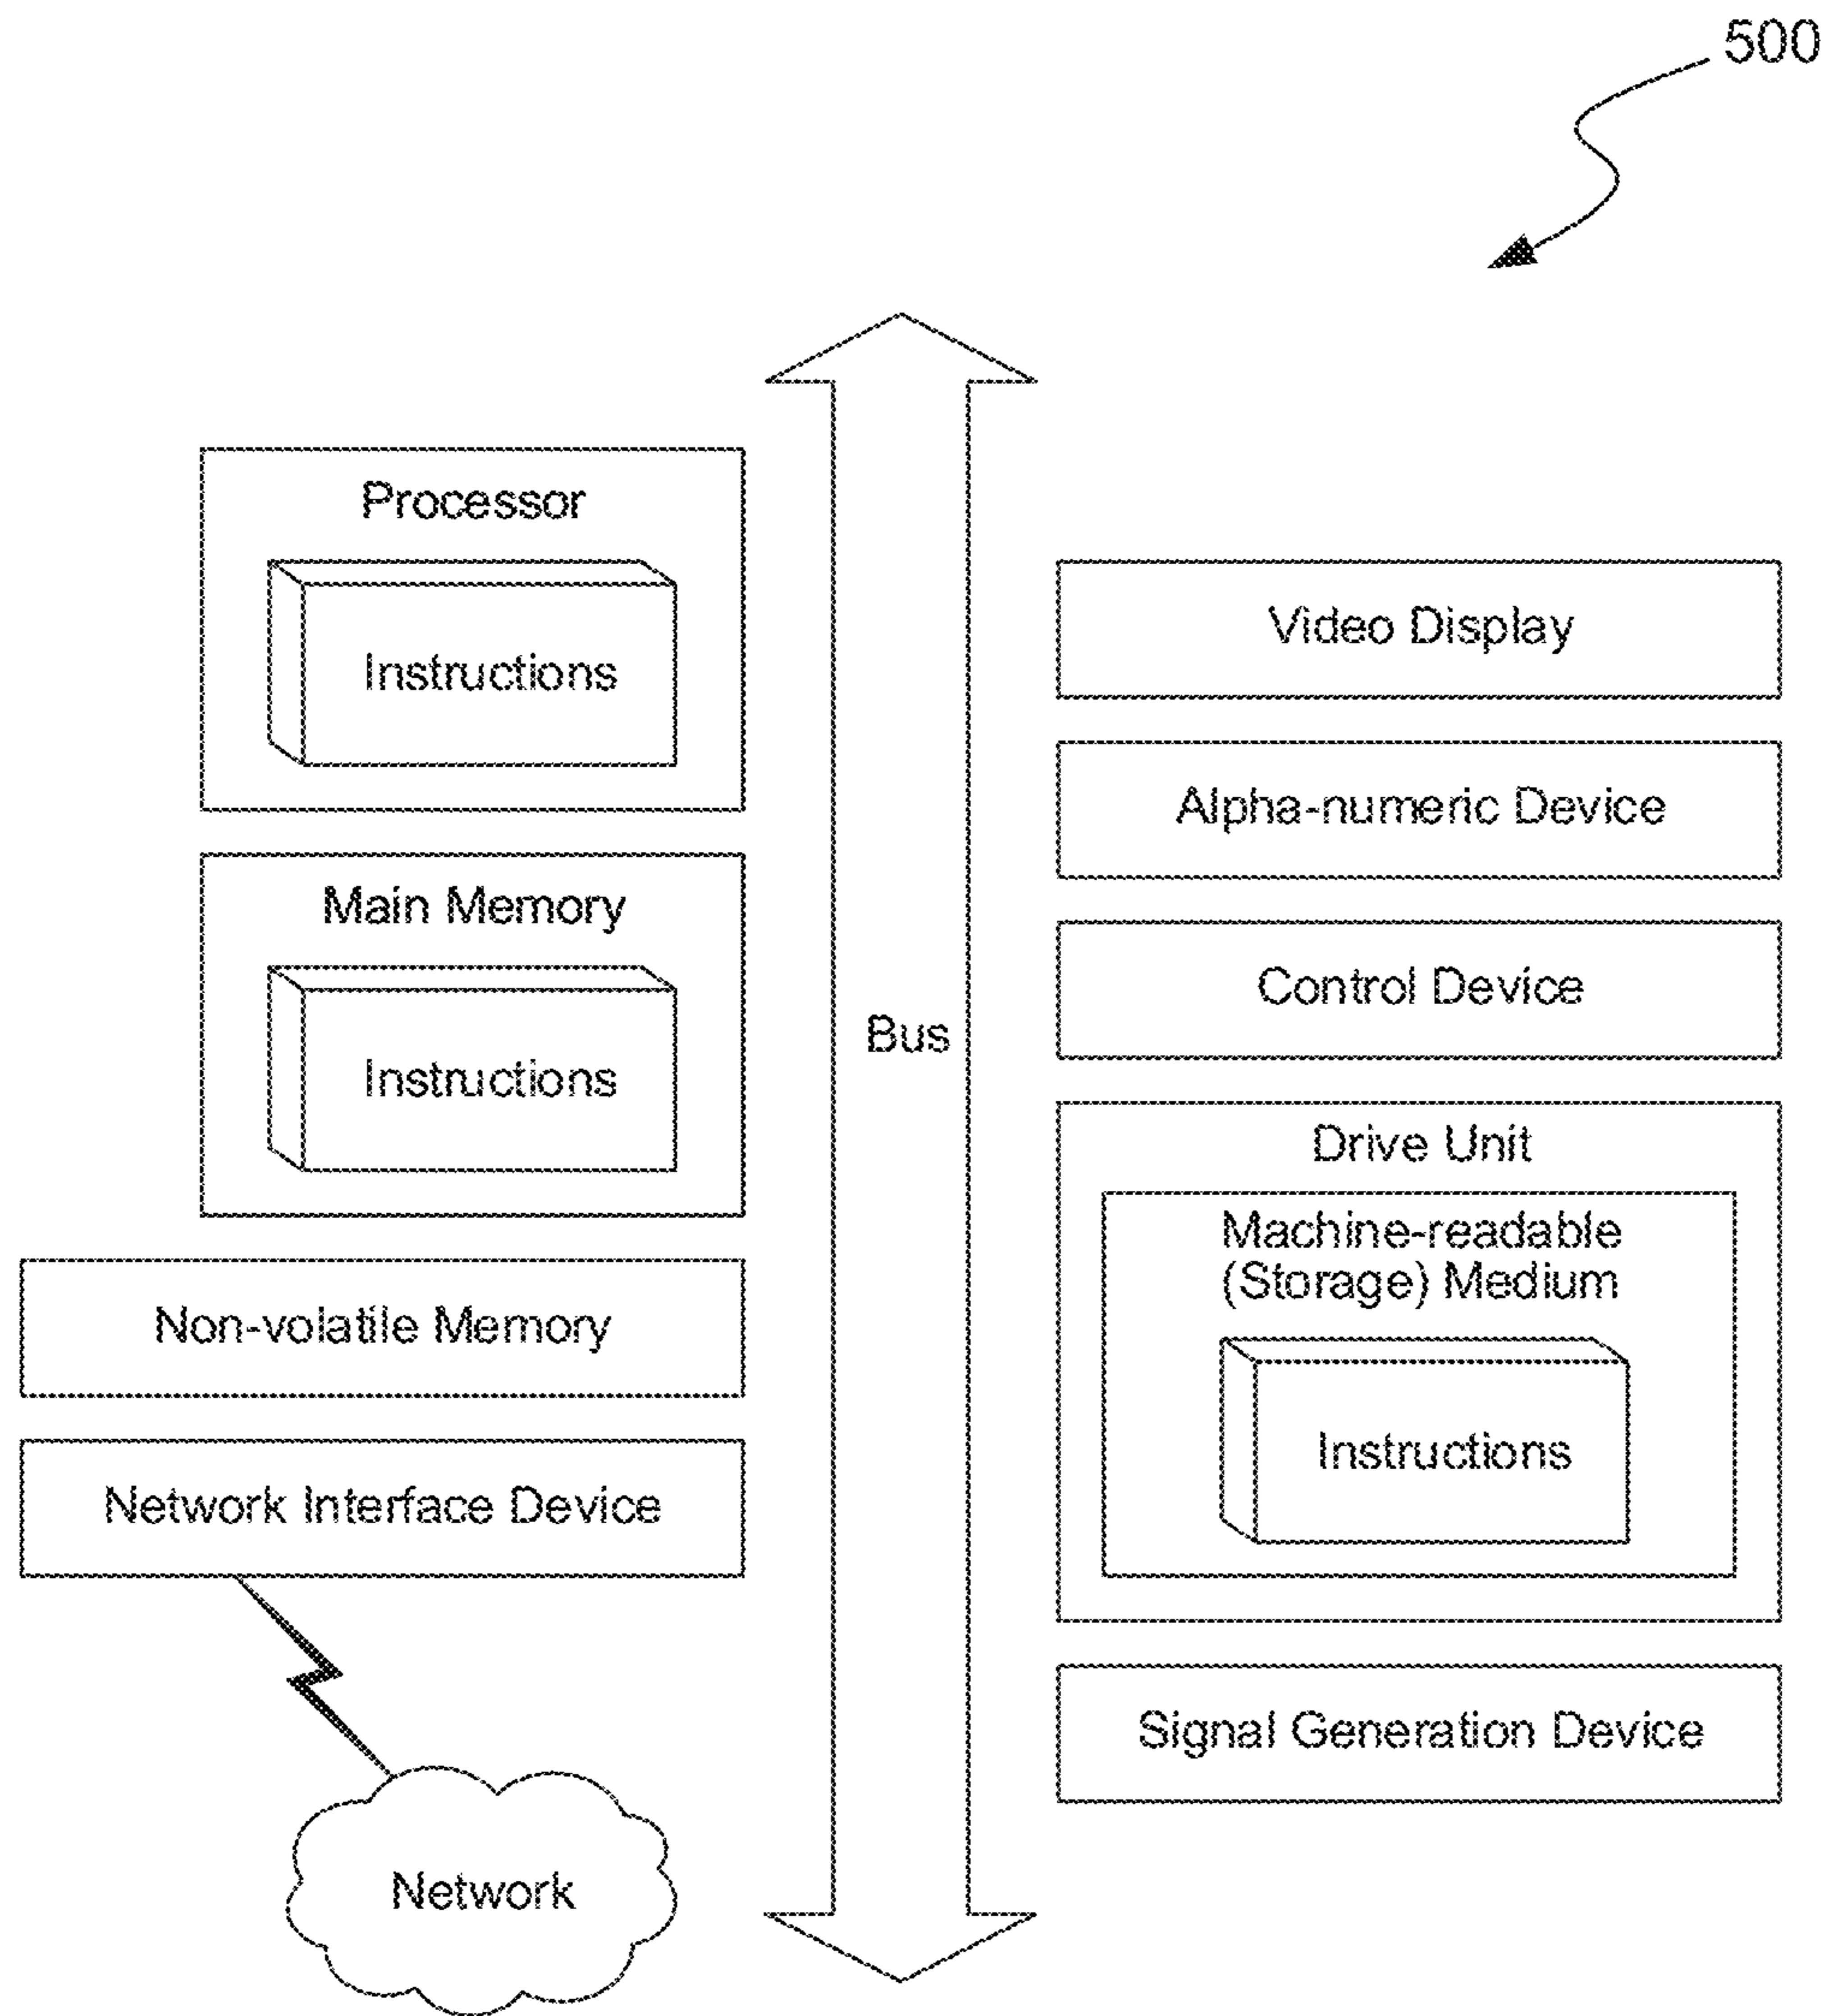 500
Processor
Instructions
Main Memory
Instructions
Non-volatile Memory
Network Interface Device
Network
Bus
Video Display
Alpha-numeric Device
Control Device
Drive Unit
Machine-readable
(Storage) Medium
Instructions
Signal Generation Device